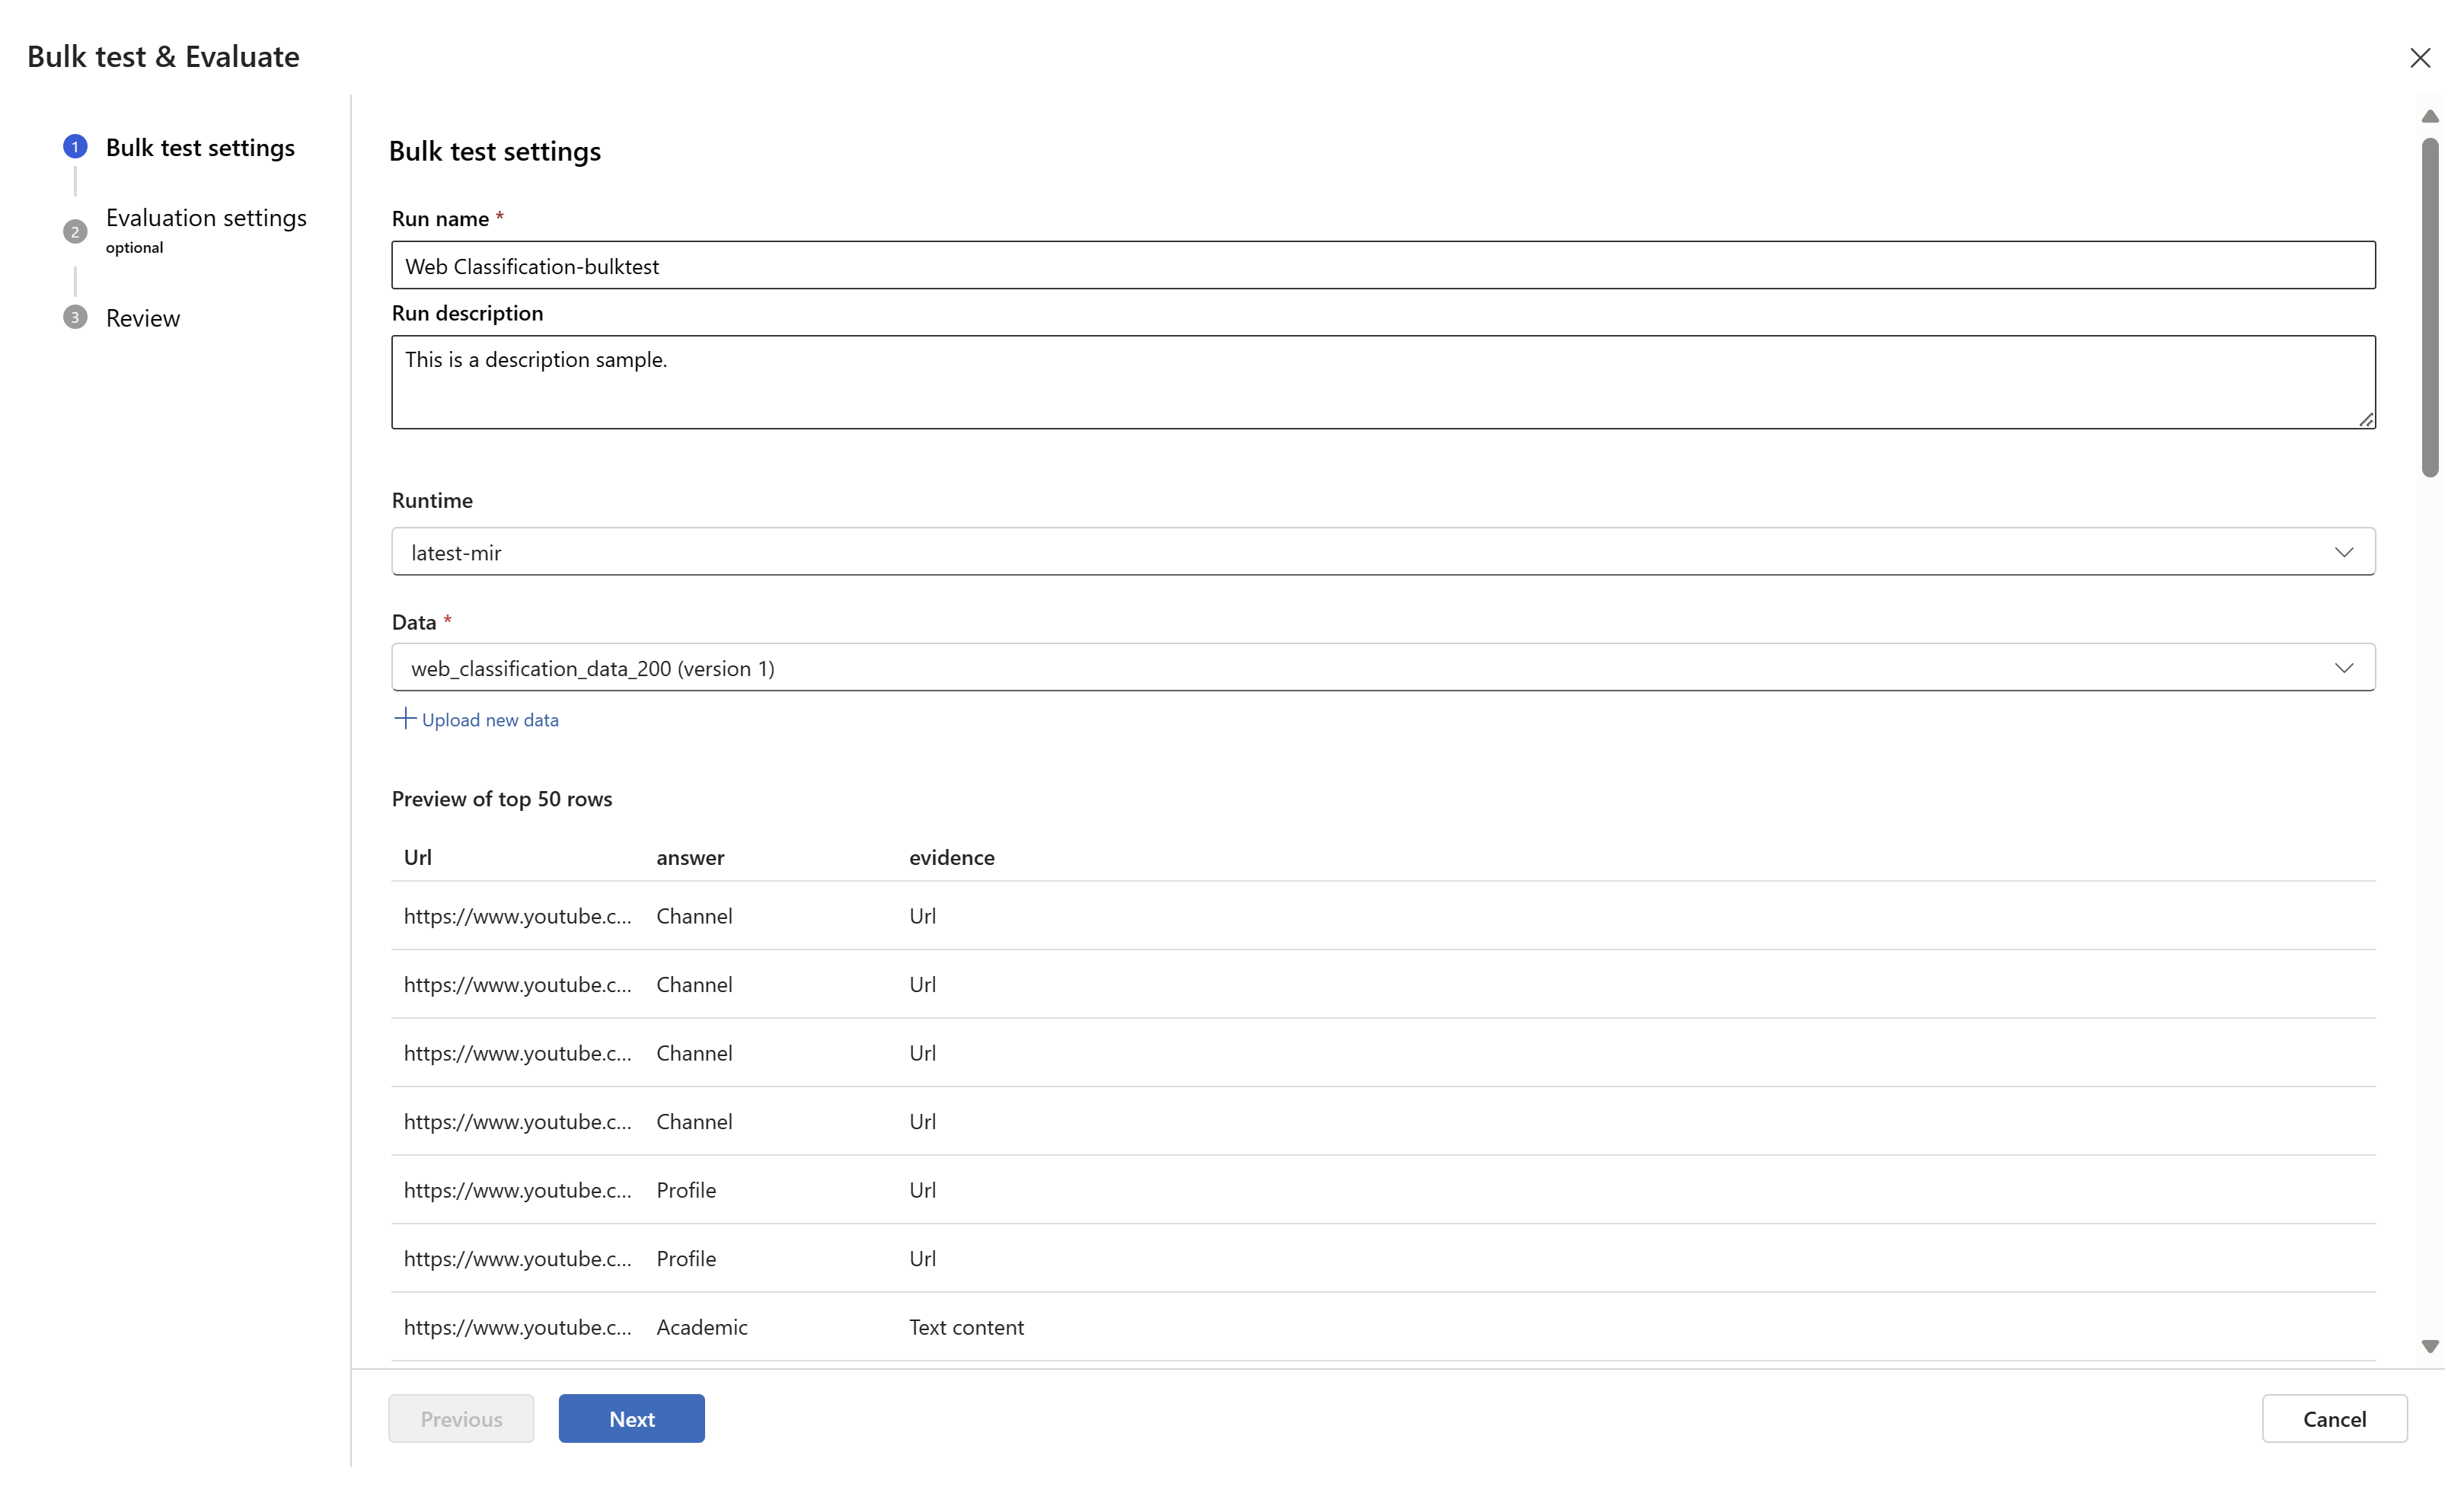 Bulk test & Evaluate
1 Bulk test settings
2 Evaluation settings
optional
3 Review
Bulk test settings
Run name *
Web Classification-bulktest
Run description
This is a description sample.
Runtime
latest-mir
Data *
web_classification_data_200 (version 1)
Upload new data
Preview of top 50 rows
Url answer evidence
https://www.youtube.c... Channel Url
https://www.youtube.c... Channel Url
https://www.youtube.c... Channel Url
https://www.youtube.c... Channel Url
https://www.youtube.c... Profile Url
https://www.youtube.c... Profile Url
https://www.youtube.c... Academic Text content
Previous Next Cancel